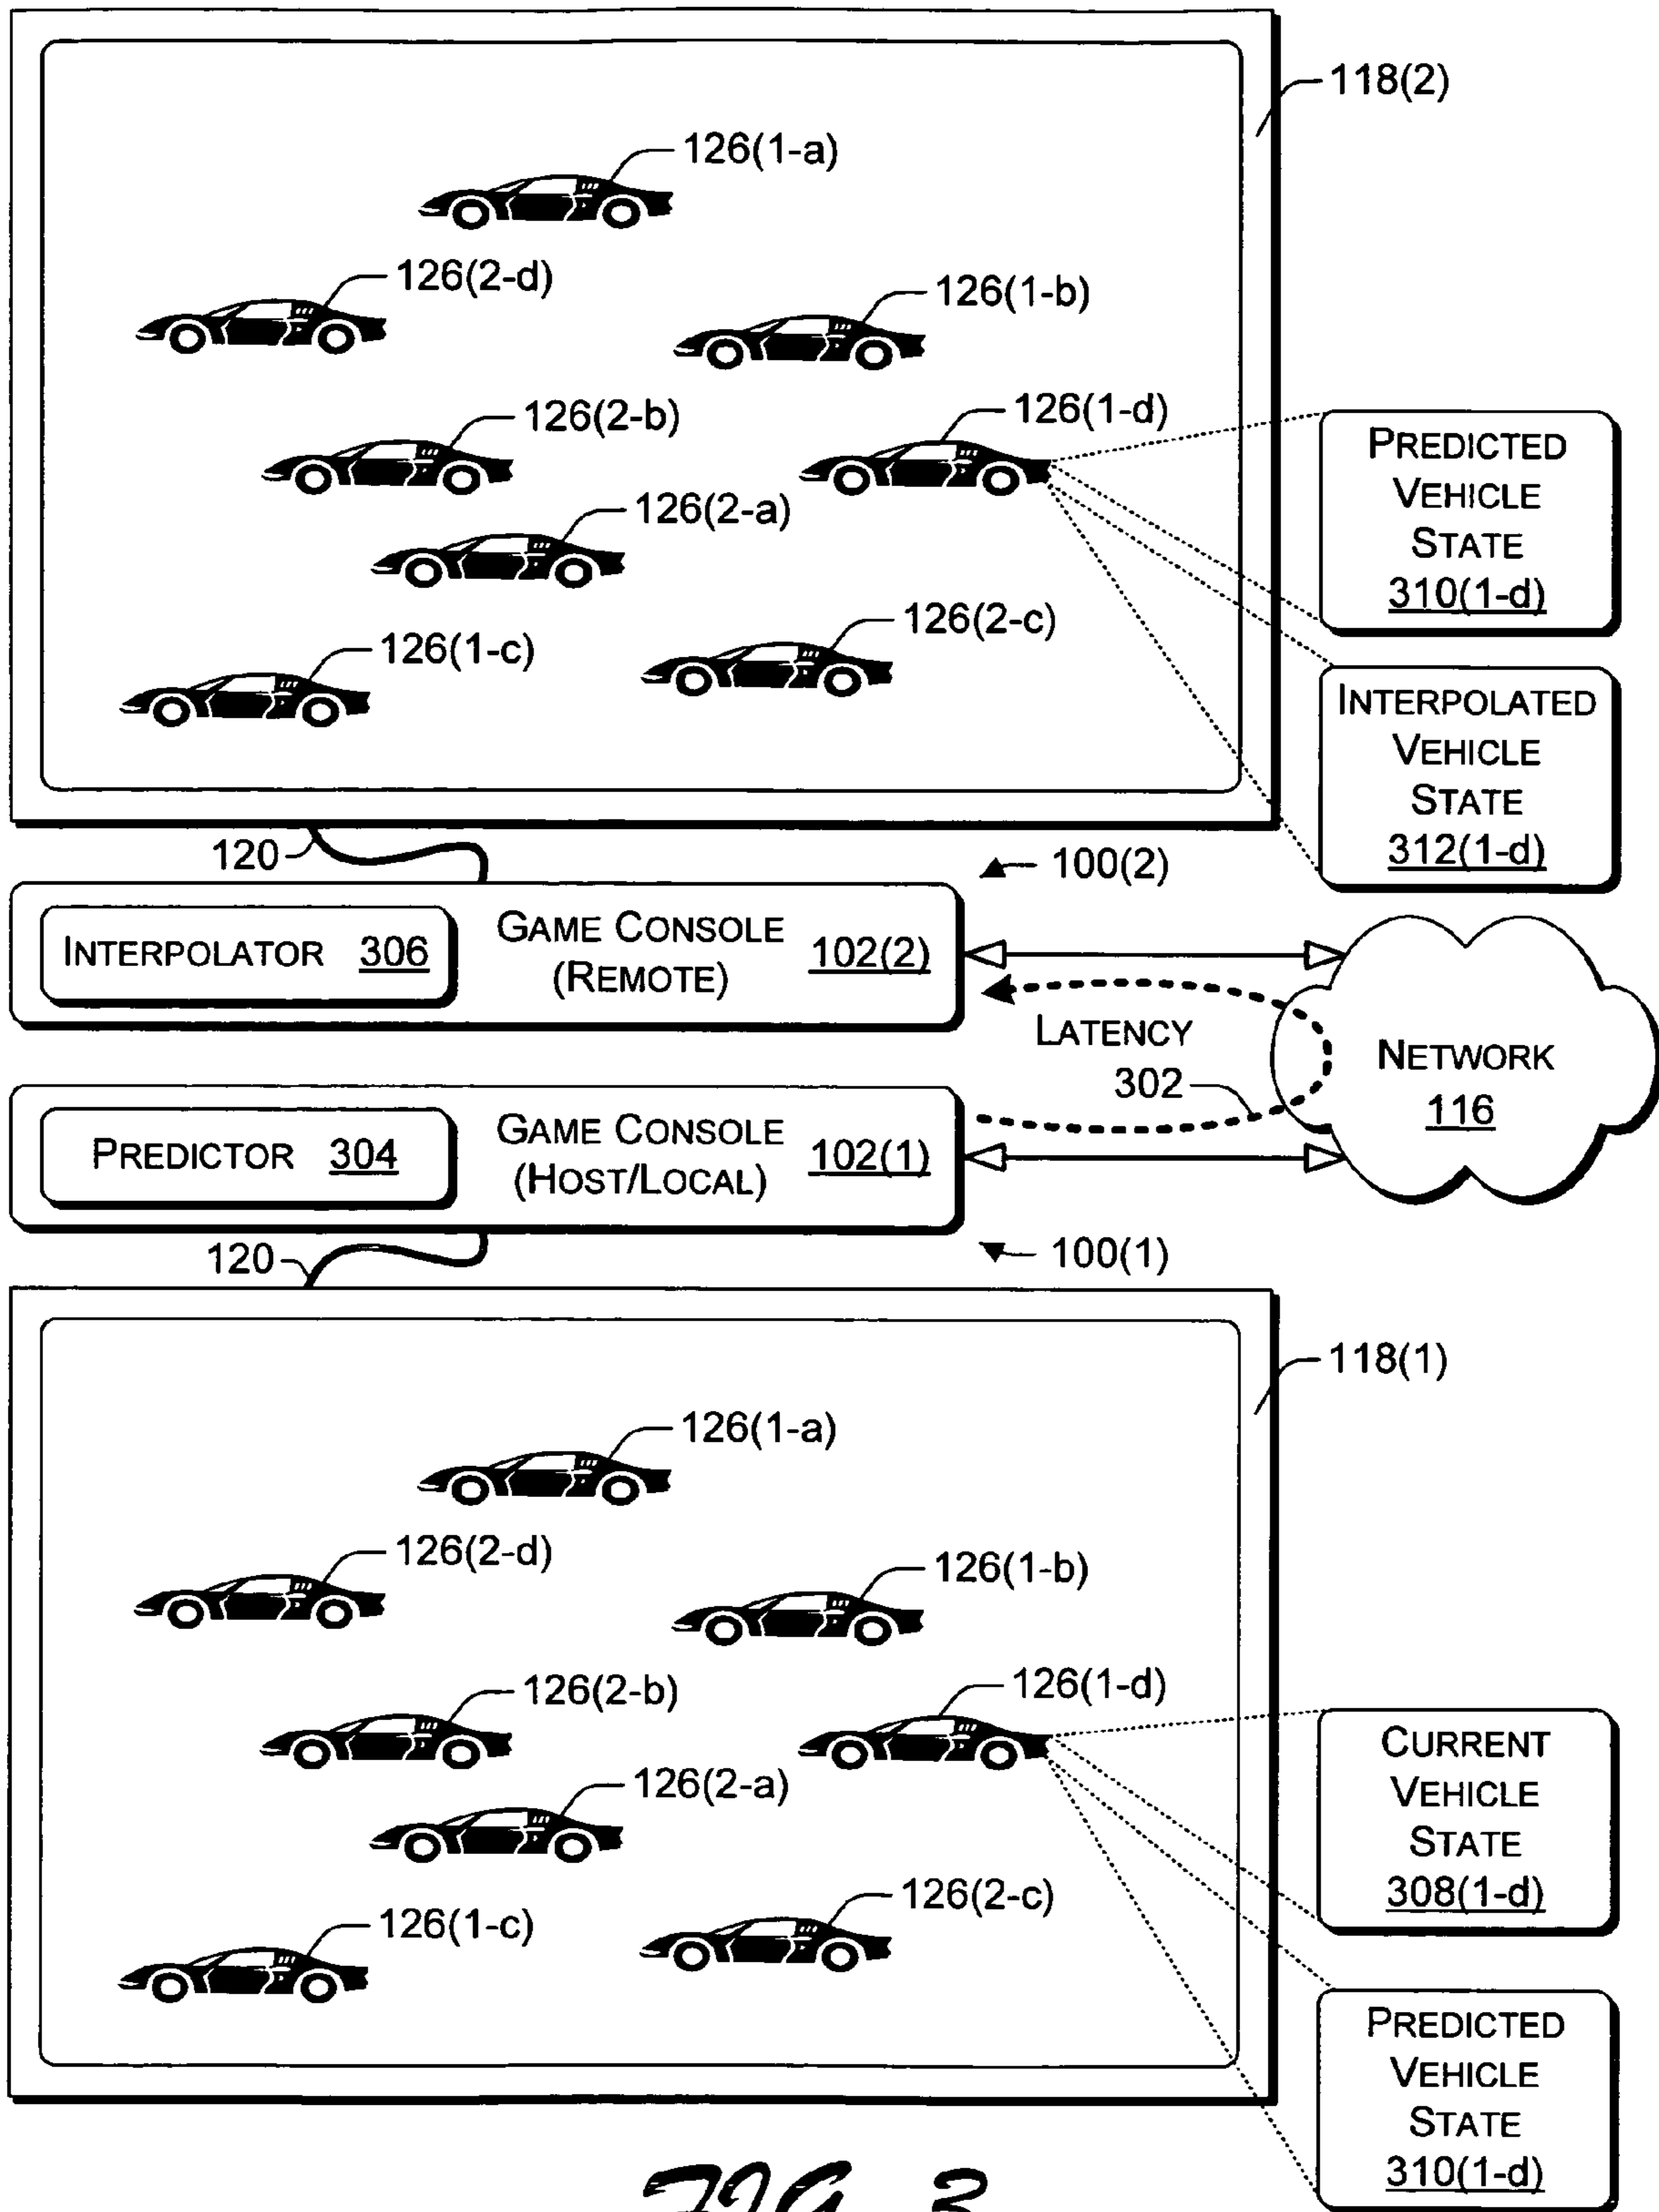 118(2)
126(1-a)
126(2-d)
126(1-b)
126(2-b)
126(1-d)
126(2-a)
126(2-c)
126(1-c)
PREDICTED
VEHICLE
STATE
310(1-d)
INTERPOLATED
VEHICLE
STATE
312(1-d)
120
100(2)
INTERPOLATOR 306
GAME CONSOLE
(REMOTE)
102(2)
LATENCY
302
NETWORK
116
PREDICTOR 304
GAME CONSOLE
(HOST/LOCAL)
102(1)
120
100(1)
118(1)
126(1-a)
126(2-d)
126(1-b)
126(2-b)
126(1-d)
126(2-a)
126(2-c)
126(1-c)
CURRENT
VEHICLE
STATE
308(1-d)
PREDICTED
VEHICLE
STATE
310(1-d)
FIG. 3